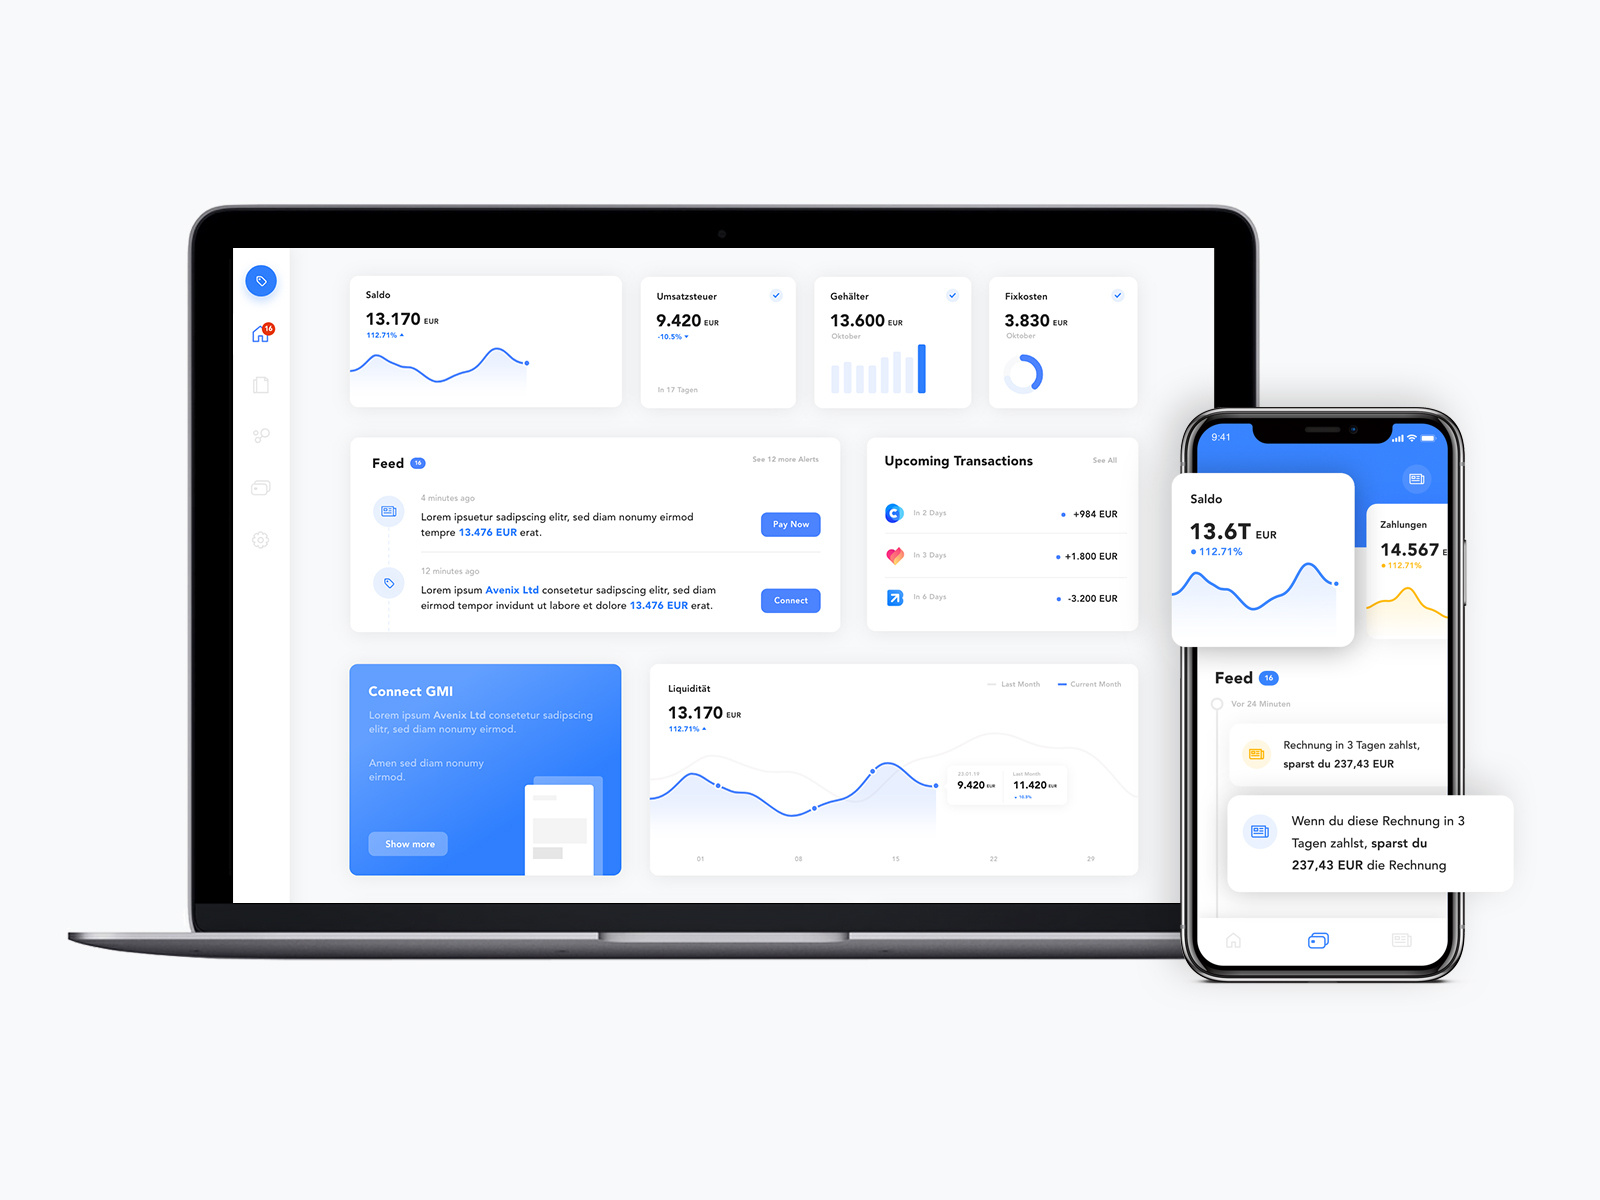 16
Saldo
13.170 EUR
112.71%
Umsatzsteuer
9.420 EUR
-10.5%
In 17 Tagen
Gehälter
13.600 EUR
Oktober
Fixkosten
3.830 EUR
Oktober
Feed 16
See 12 more Alerts
4 minutes ago
Lorem ipsuetur sadipscing elitr, sed diam nonumy eirmod
tempre 13.476 EUR erat.
Pay Now
12 minutes ago
Lorem ipsum Avenix Ltd consetetur sadipscing elitr, sed diam
eirmod tempor invidunt ut labore et dolore 13.476 EUR erat.
Connect
Upcoming Transactions
See All
In 2 Days
+984 EUR
In 3 Days
+1.800 EUR
In 6 Days
-3.200 EUR
Connect GMI
Lorem ipsum Avenix Ltd consetetur sadipscing
elitr, sed diam nonumy eirmod.
Amen sed diam nonumy
eirmod.
Show more
Liquidität
13.170 EUR
112.71%
Last Month
Current Month
23.01.19
9.420 EUR
Last Month
11.420 EUR
10.5%
01
08
15
22
29
9:41
Saldo
13.6T EUR
112.71%
Zahlungen
14.567 E
112.71%
Feed 16
Vor 24 Minuten
Rechnung in 3 Tagen zahlst,
sparst du 237,43 EUR
Wenn du diese Rechnung in 3
Tagen zahlst, sparst du
237,43 EUR die Rechnung